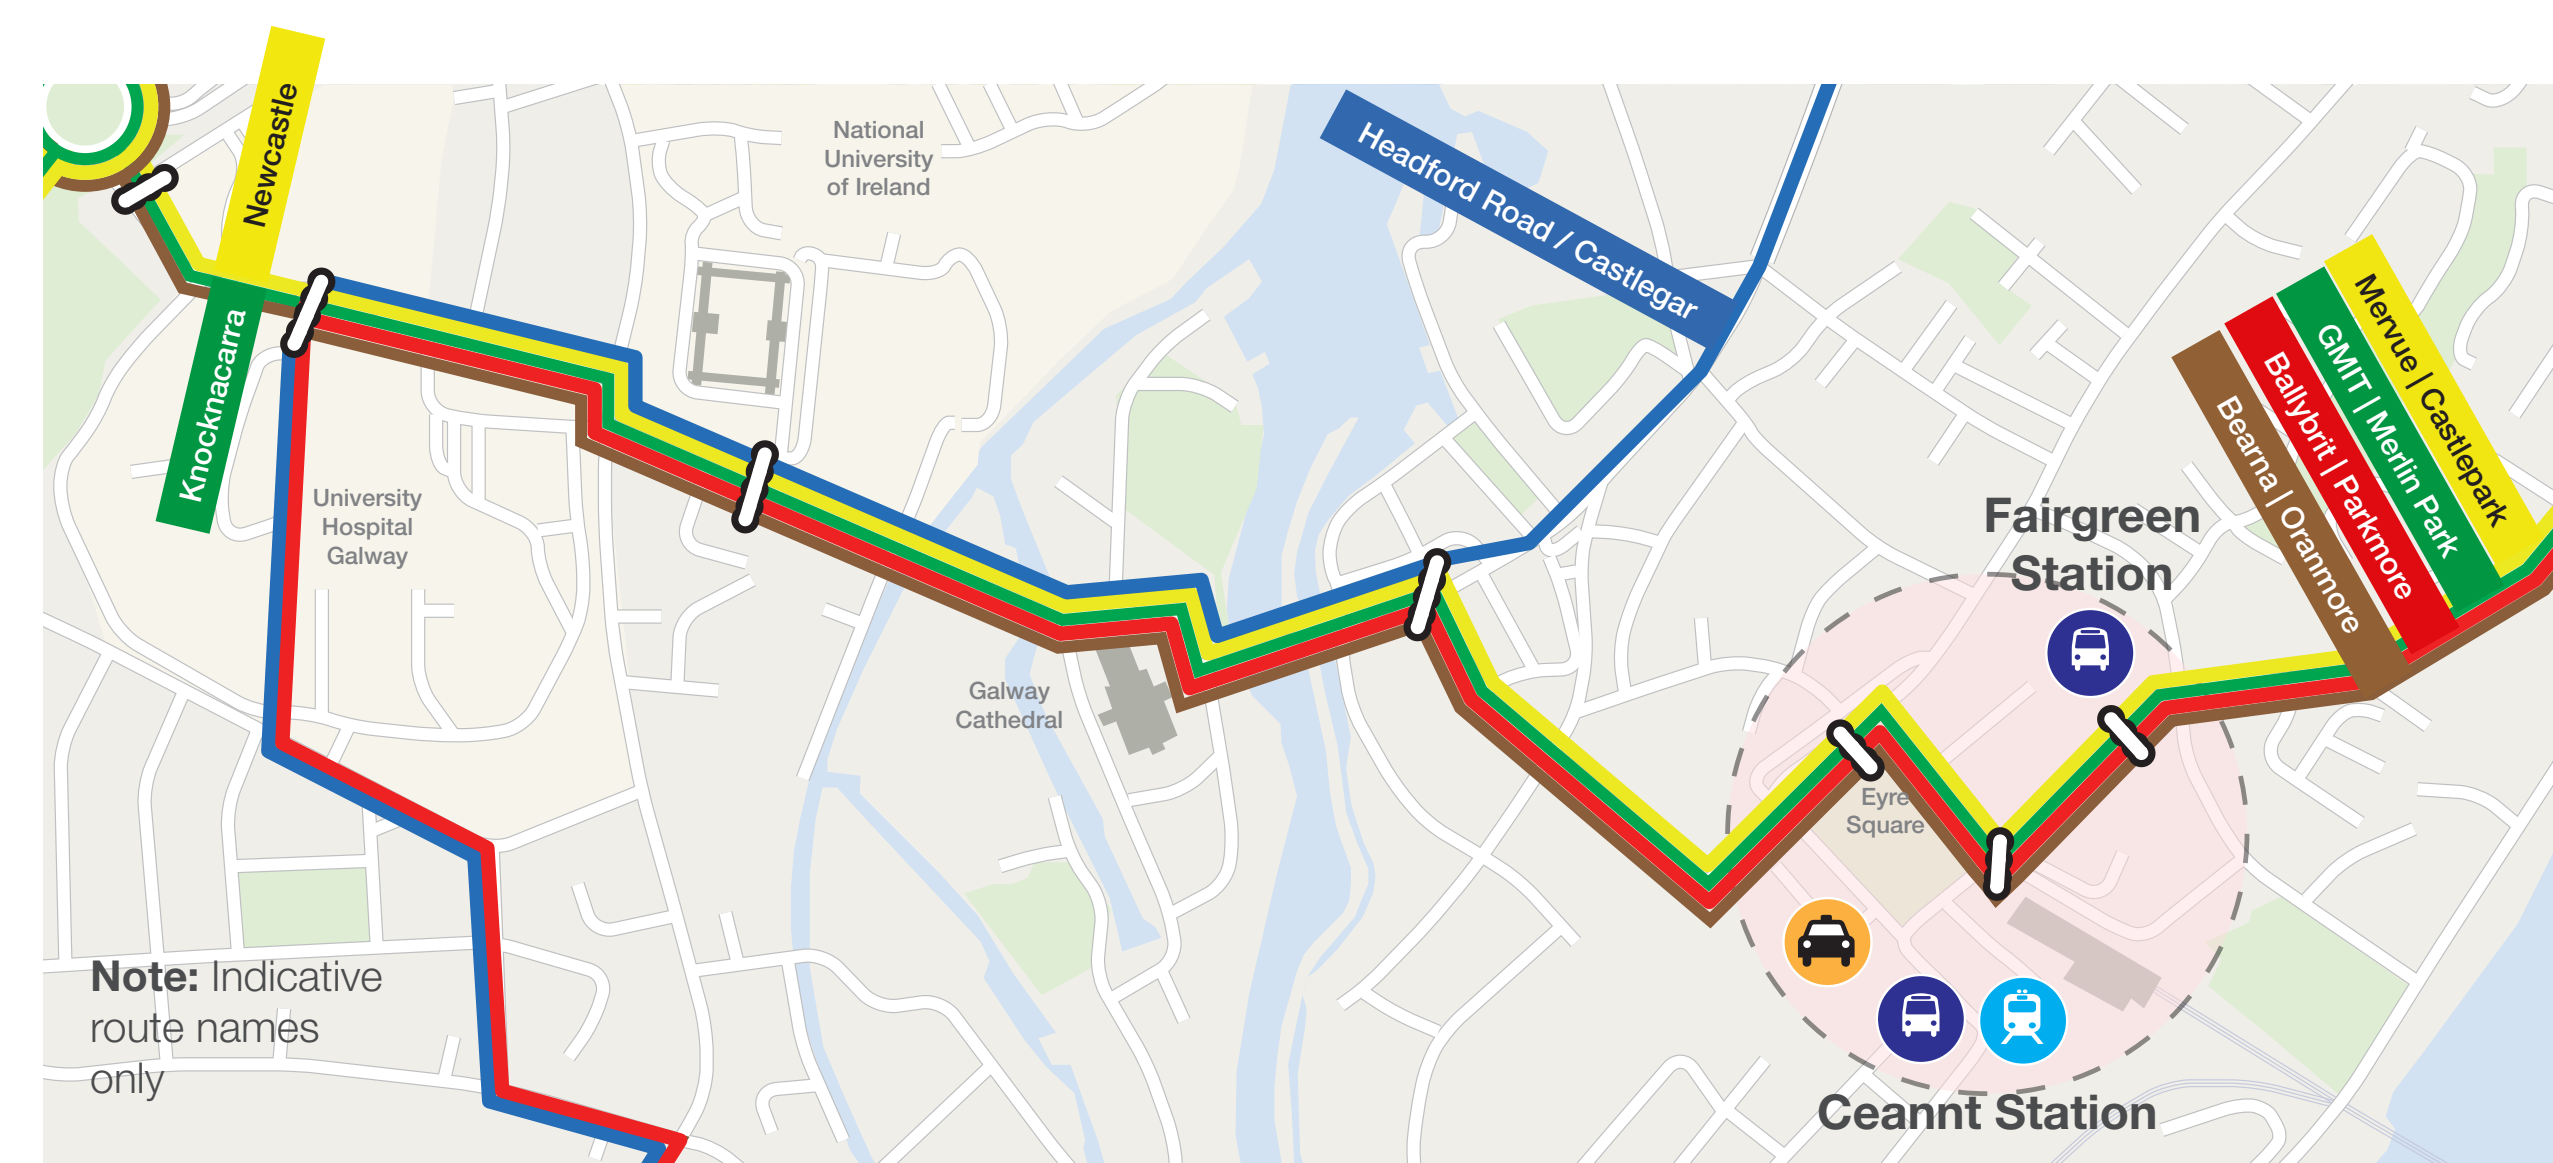 Newcastle
Knocknacarra
National
University
of Ireland
Headford Road / Castlegar
University
Hospital
Galway
Galway
Cathedral
Mervue | Castlepark
GMIT | Merlin Park
Ballybrit | Parkmore
Bearna | Oranmore
Fairgreen
Station
Eyre
Square
Note: Indicative
route names
only
Ceannt Station